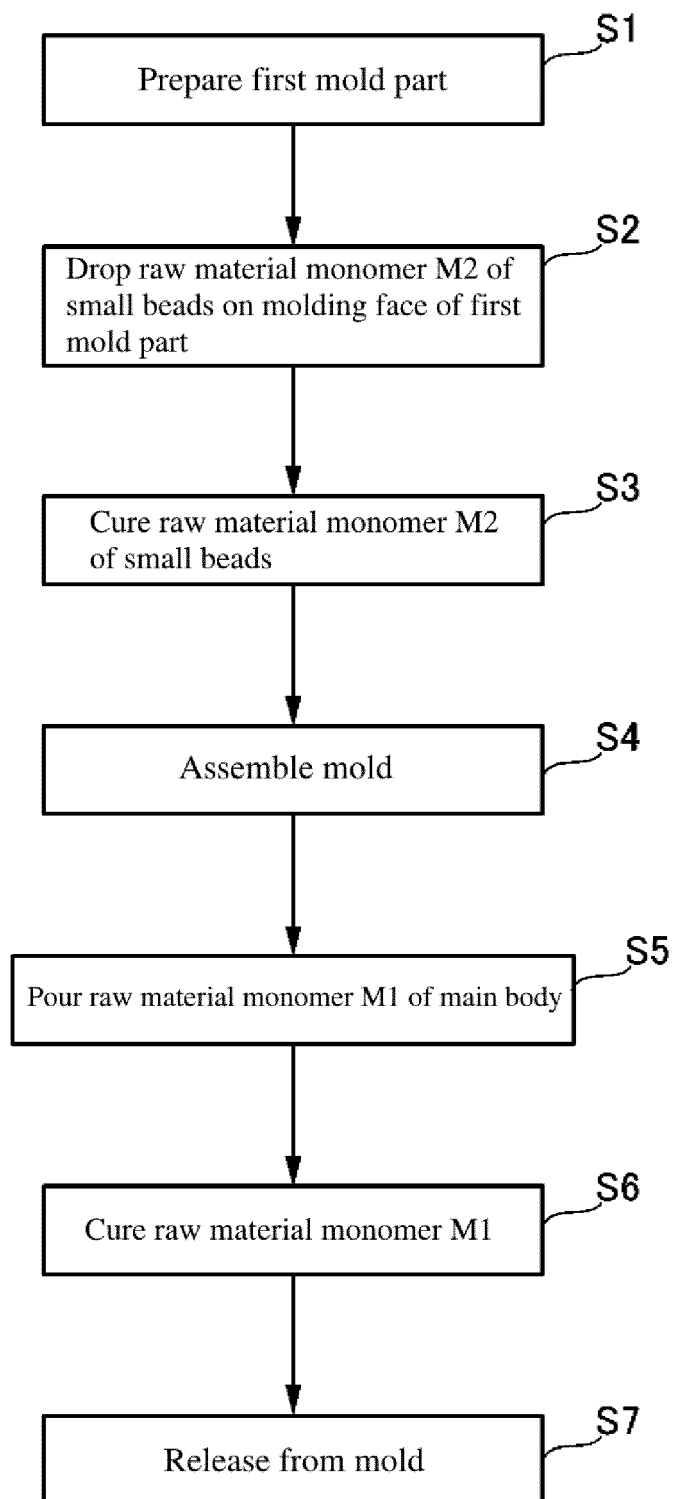 S1
Prepare first mold part
S2
Drop raw material monomer M2 of
small beads on molding face of first
mold part
S3
Cure raw material monomer M2
of small beads
S4
Assemble mold
S5
Pour raw material monomer M1 of main body
S6
Cure raw material monomer M1
S7
Release from mold